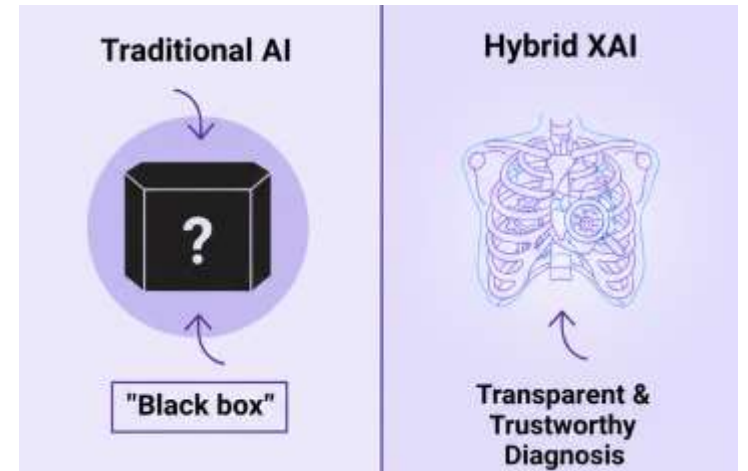 Traditional AI
?
"Black box"
Hybrid XAI
Transparent &
Trustworthy
Diagnosis